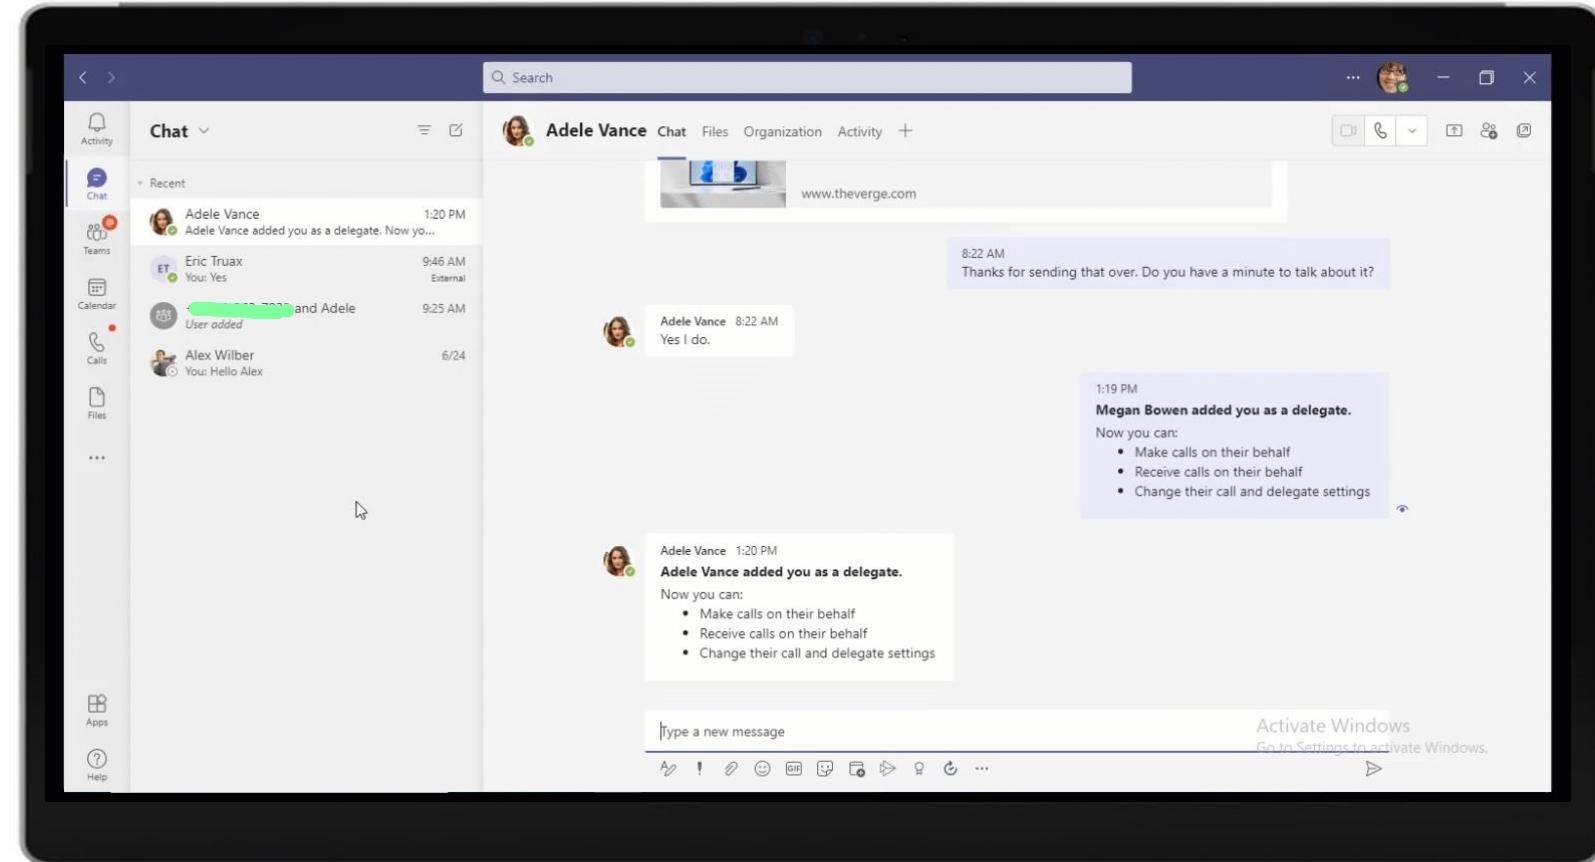 Search
Activity
Chat
Teams
Calendar
Calls
Files
Apps
Help
Chat
Recent
Adele Vance 1:20 PM
Adele Vance added you as a delegate. Now yo...
ET
Eric Truax 9:46 AM
You: Yes External
and Adele 9:25 AM
User added
Alex Wilber 6/24
You: Hello Alex
Adele Vance Chat Files Organization Activity
www.theverge.com
8:22 AM
Thanks for sending that over. Do you have a minute to talk about it?
Adele Vance 8:22 AM
Yes I do.
1:19 PM
Megan Bowen added you as a delegate.
Now you can:
• Make calls on their behalf
• Receive calls on their behalf
• Change their call and delegate settings
Adele Vance 1:20 PM
Adele Vance added you as a delegate.
Now you can:
• Make calls on their behalf
• Receive calls on their behalf
• Change their call and delegate settings
Type a new message
GIF
Activate Windows
Go to Settings to activate Windows.